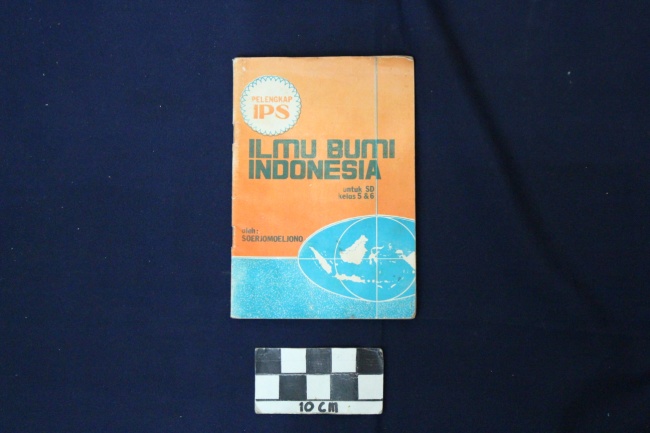 PELENGKAP
IPS
ILMU BUMI
INDONESIA
untuk SD
kelas 5 & 6
oleh:
SOERJOMOELJONO
10 CM